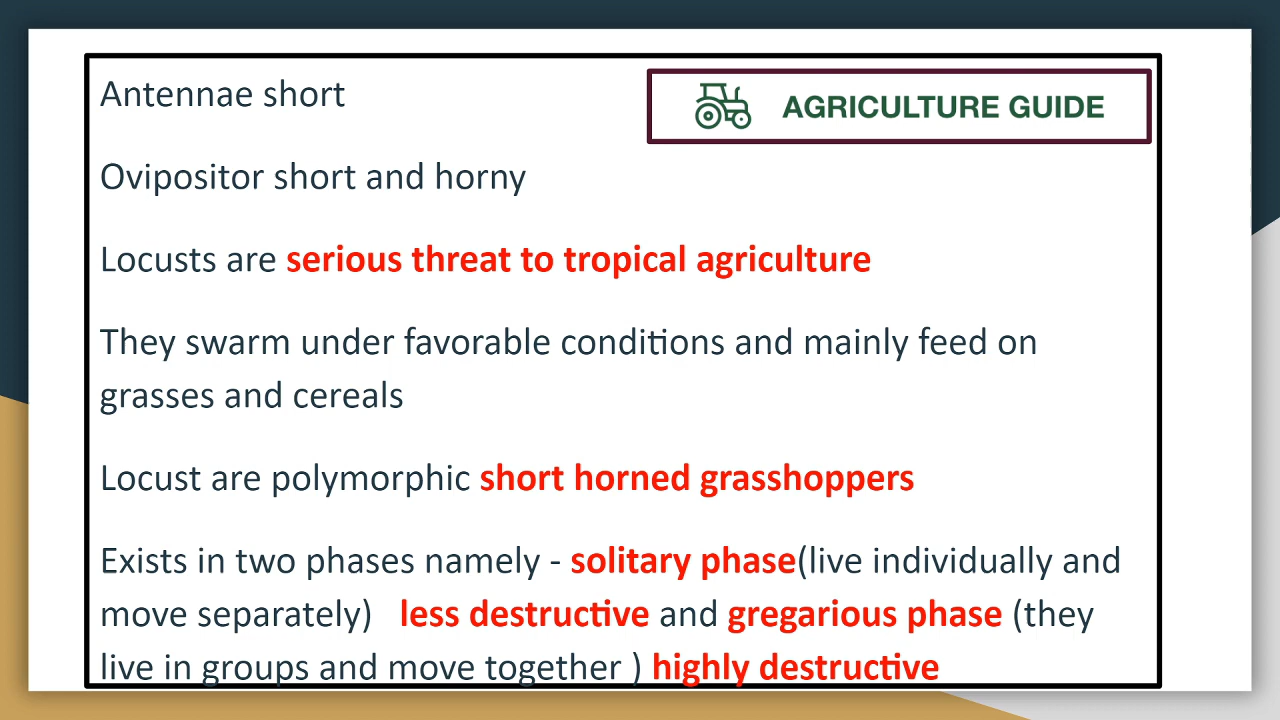 Antennae short
AGRICULTURE GUIDE
Ovipositor short and horny
Locusts are serious threat to tropical agriculture
They swarm under favorable conditions and mainly feed on
grasses and cereals
Locust are polymorphic short horned grasshoppers
Exists in two phases namely - solitary phase(live individually and
move separately) less destructive and gregarious phase (they
live in groups and move together ) highly destructive